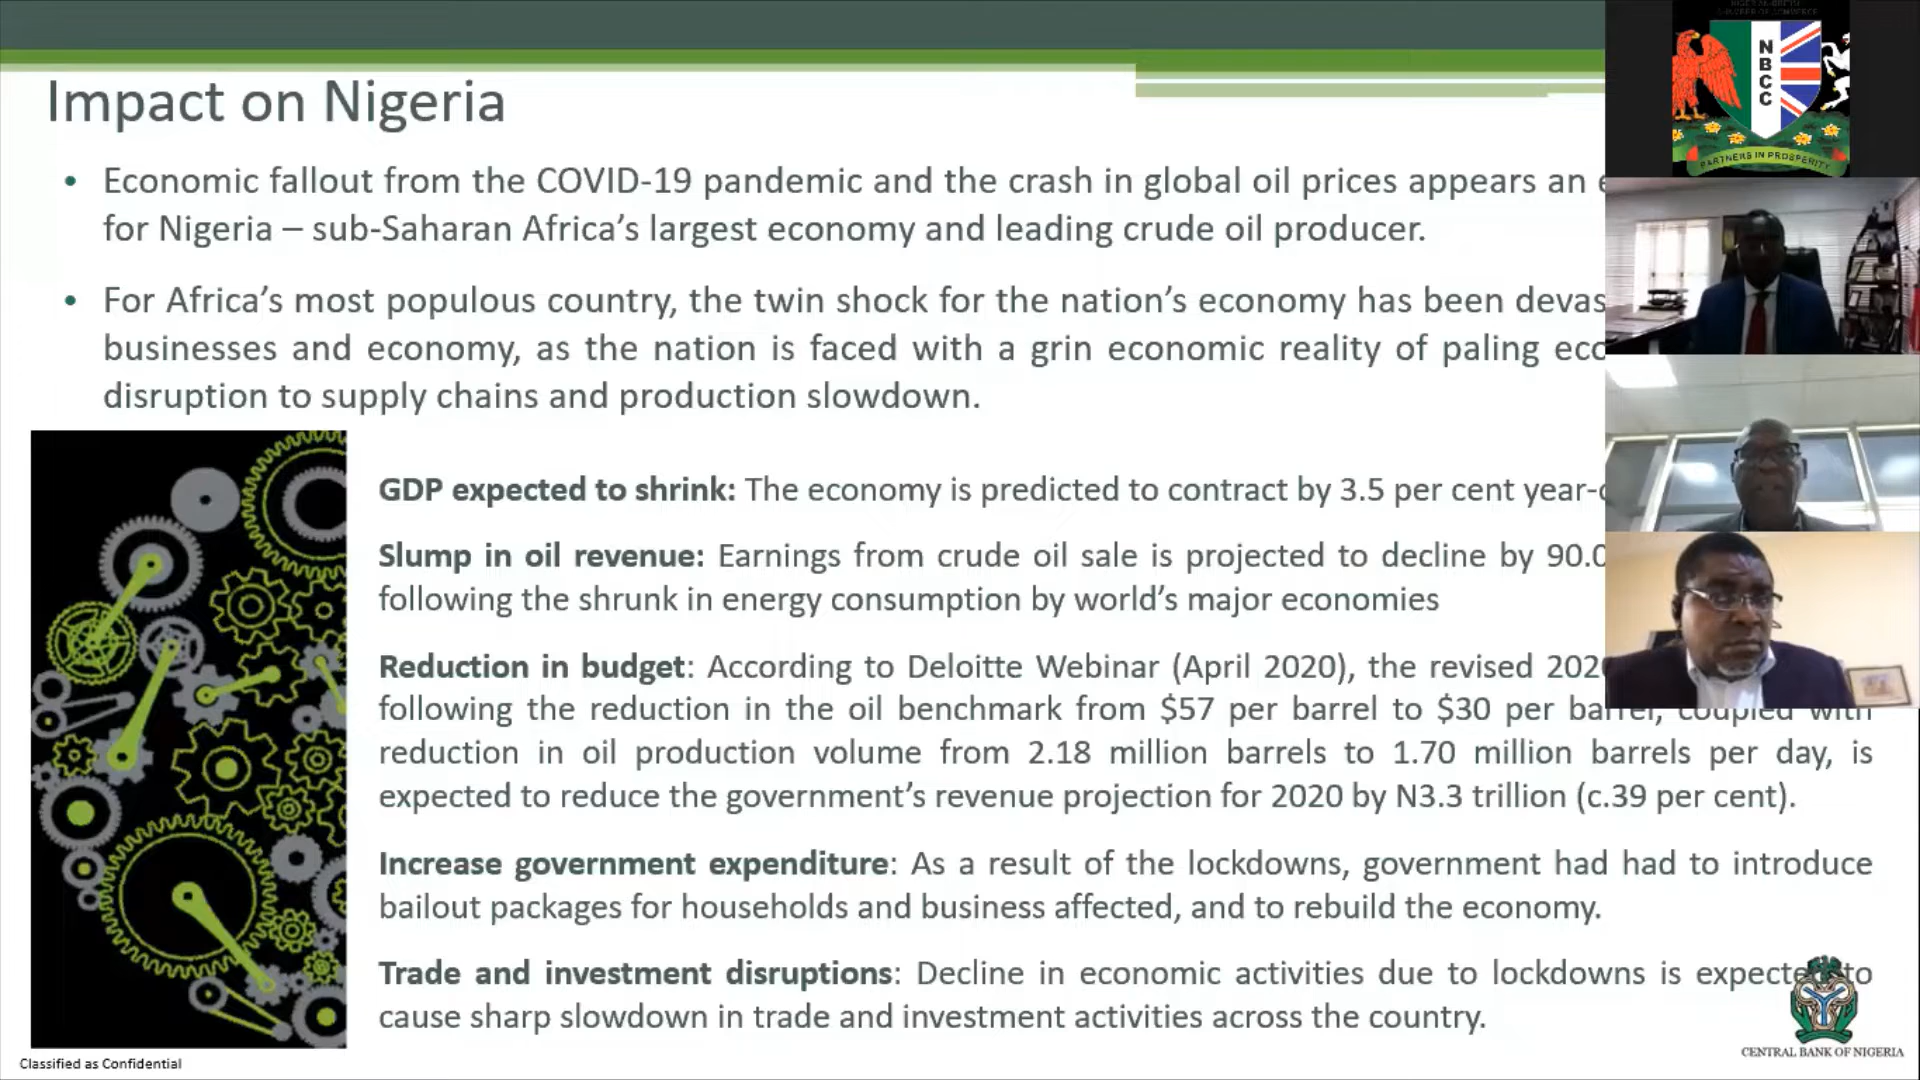 Impact on Nigeria
• Economic fallout from the COVID-19 pandemic and the crash in global oil prices appears an
for Nigeria – sub-Saharan Africa's largest economy and leading crude oil producer.
• For Africa's most populous country, the twin shock for the nation's economy has been
businesses and economy, as the nation is faced with a grin economic reality of paling
disruption to supply chains and production slowdown.
GDP expected to shrink: The economy is predicted to contract by 3.5 per cent
Slump in oil revenue: Earnings from crude oil sale is projected to decline by
following the shrunk in energy consumption by world's major economies
Reduction in budget: According to Deloitte Webinar (April 2020), the revised
following the reduction in the oil benchmark from $57 per barrel to $30 per barrel, coupled with
reduction in oil production volume from 2.18 million barrels to 1.70 million barrels per day, is
expected to reduce the government's revenue projection for 2020 by N3.3 trillion (c.39 per cent).
Increase government expenditure: As a result of the lockdowns, government had had to introduce
bailout packages for households and business affected, and to rebuild the economy.
Trade and investment disruptions: Decline in economic activities due to lockdowns is expected to
cause sharp slowdown in trade and investment activities across the country.
Classified as Confidential
CENTRAL BANK OF NIGERIA
NBCC
PARTNERS IN PROSPERITY